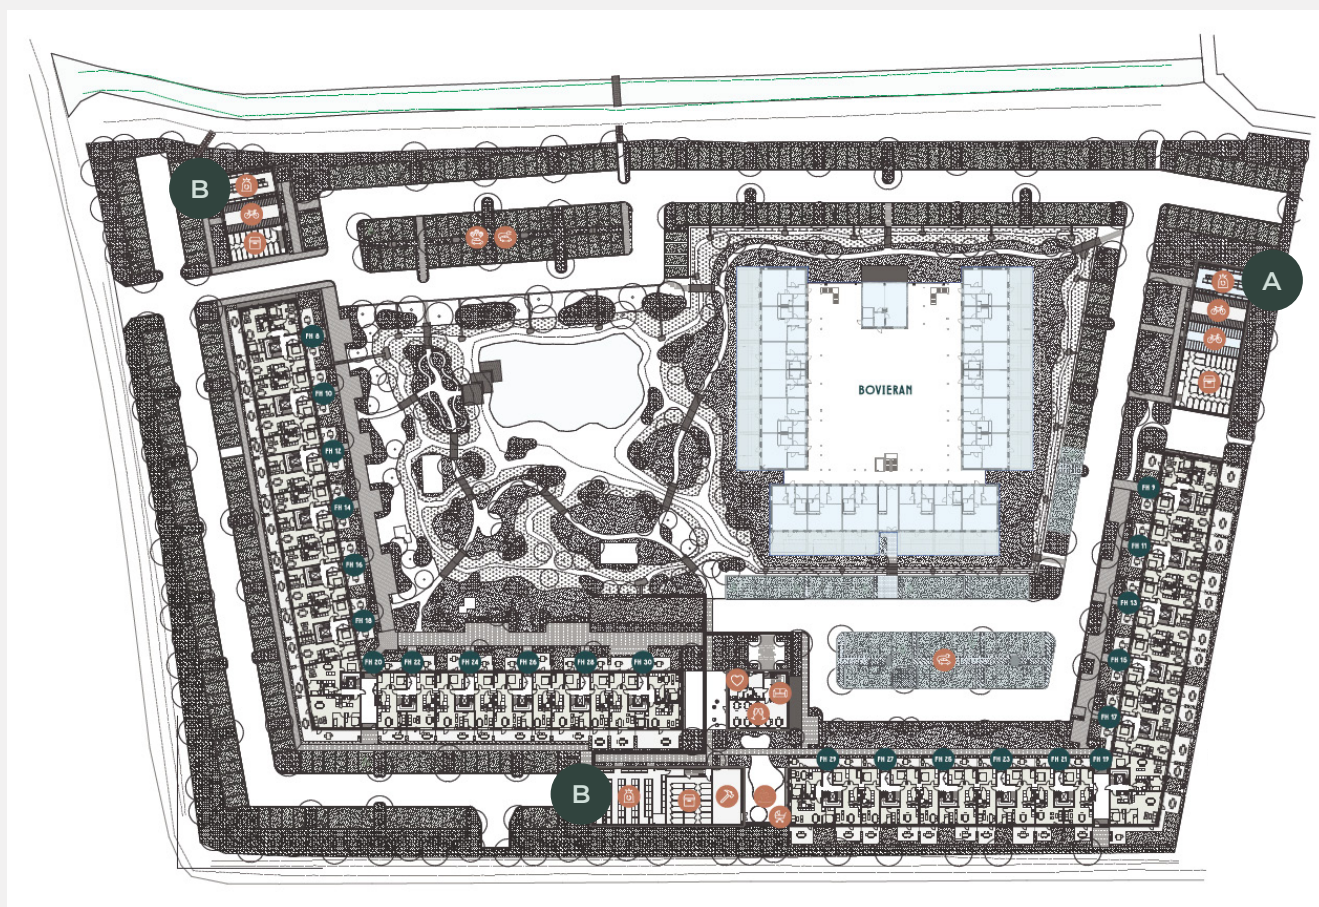 B
A
BOVIERAN
FH 8
FH 10
FH 12
FH 14
FH 16
FH 18
FH 20
FH 22
FH 24
FH 26
FH 28
FH 30
FH 9
FH 11
FH 13
FH 15
FH 17
FH 19
FH 29
FH 27
FH 25
FH 23
FH 21
B